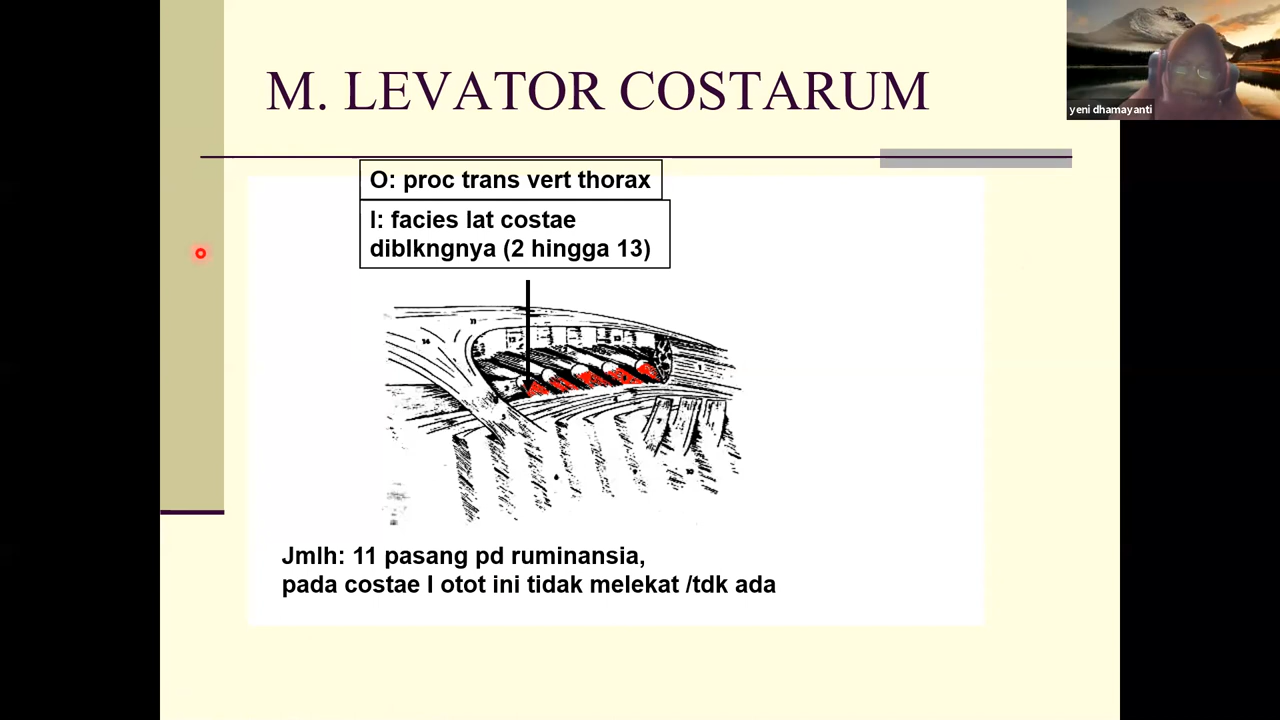 M. LEVATOR COSTARUM
yeni dhamayanti
O: proc trans vert thorax
I: facies lat costae
diblkngnya (2 hingga 13)
Jmlh: 11 pasang pd ruminansia,
pada costae I otot ini tidak melekat /tdk ada